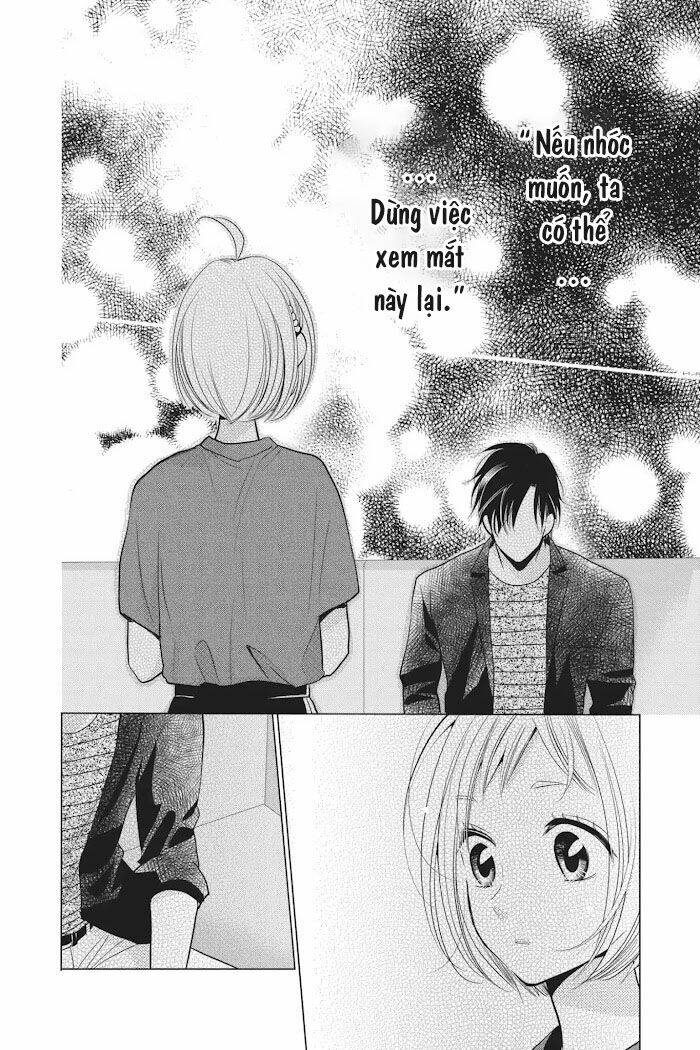 "Nếu nhóc
muốn, ta
có thể
...
...
Dừng việc
xem mắt
này lại."